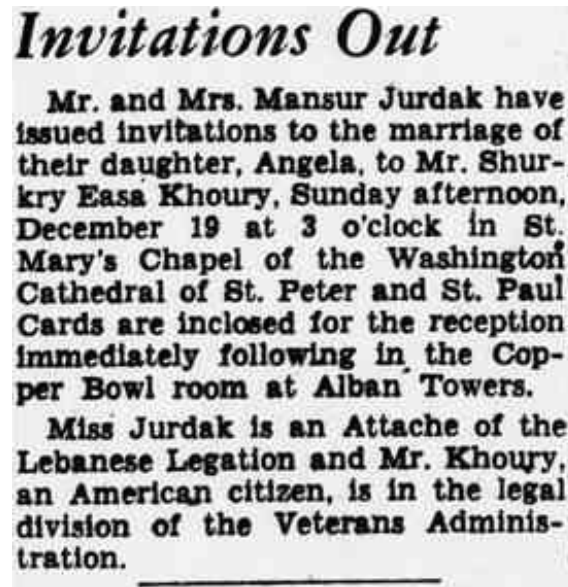 Invitations Out
Mr. and Mrs. Mansur Jurdak have
issued invitations to the marriage of
their daughter, Angela, to Mr. Shur-
kry Easa Khoury, Sunday afternoon,
December 19 at 3 o'clock in St.
Mary's Chapel of the Washington
Cathedral of St. Peter and St. Paul
Cards are inclosed for the reception
immediately following in the Cop-
per Bowl room at Alban Towers.
Miss Jurdak is an Attache of the
Lebanese Legation and Mr. Khoury,
an American citizen, is in the legal
division of the Veterans Adminis-
tration.